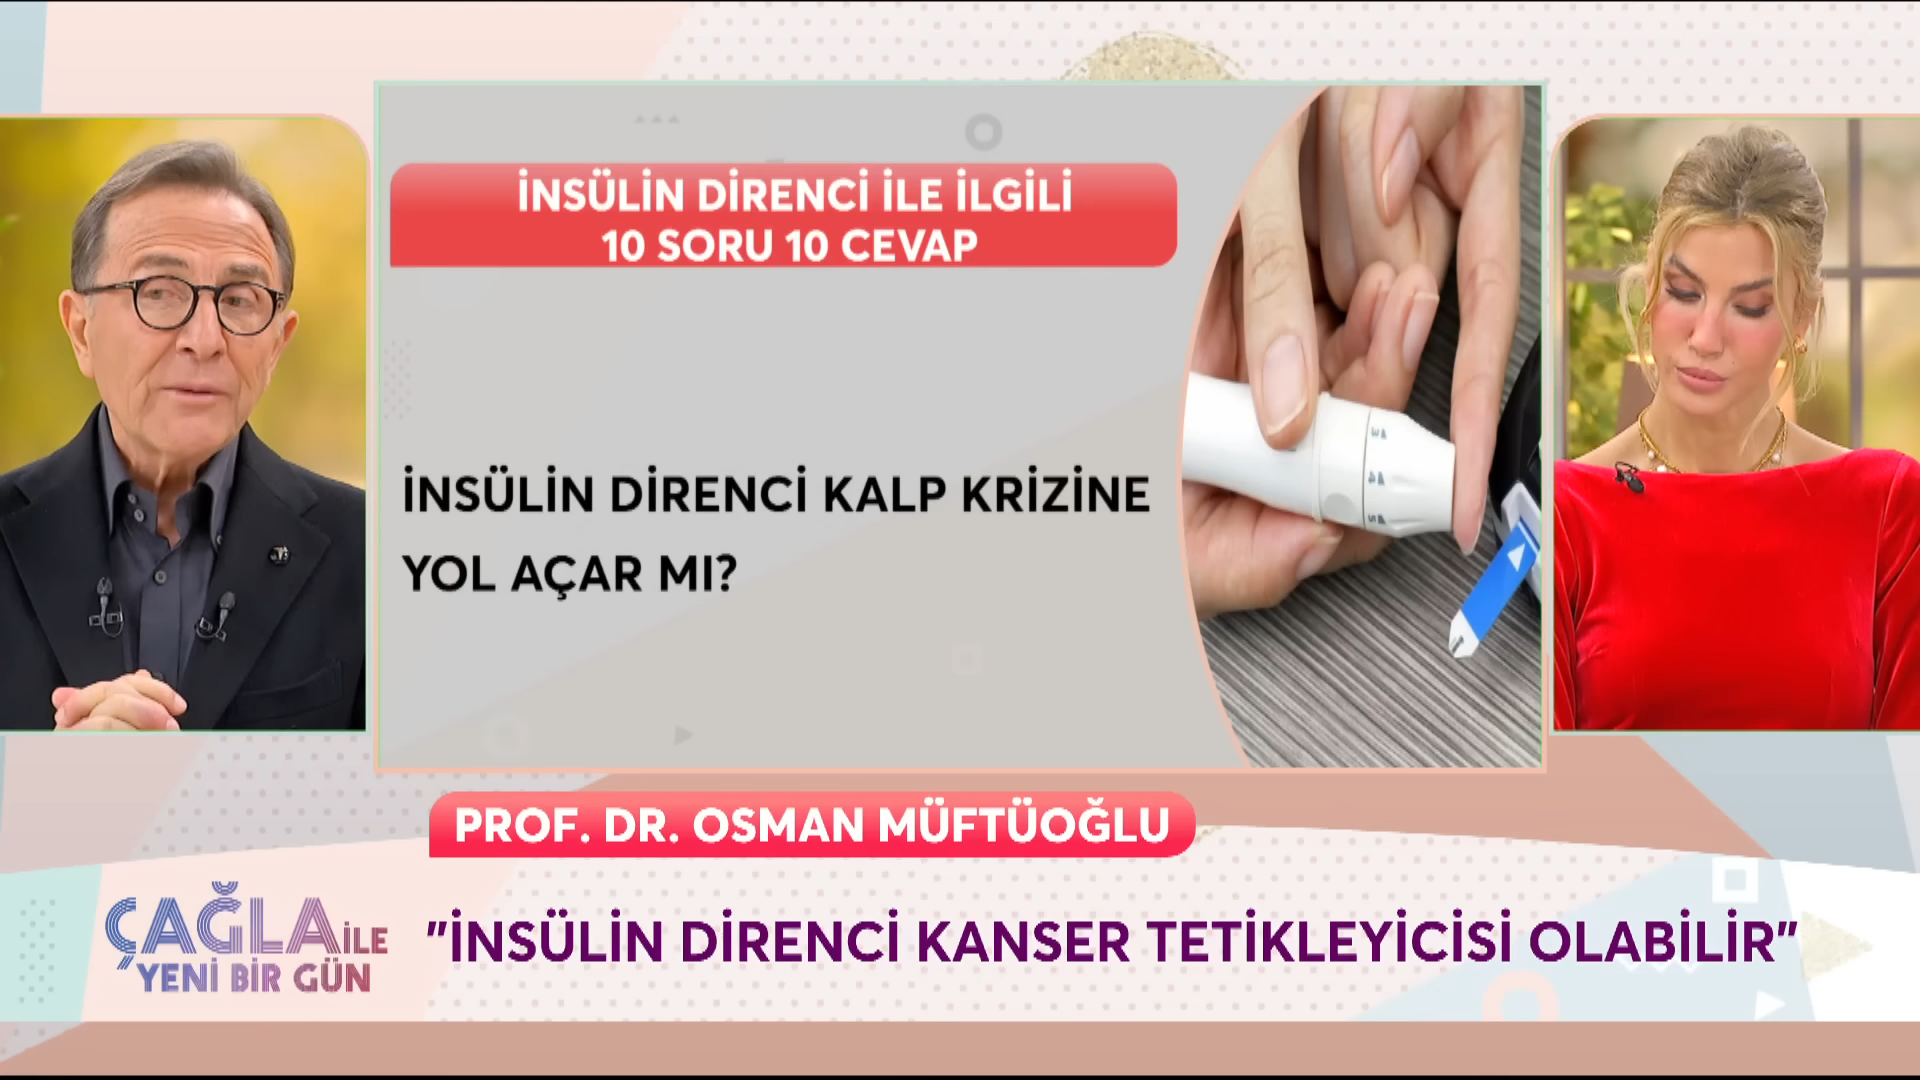 İNSÜLİN DİRENCİ İLE İLGİLİ
10 SORU 10 CEVAP
İNSÜLİN DİRENCİ KALP KRİZİNE
YOL AÇAR MI?
PROF. DR. OSMAN MÜFTÜOĞLU
ÇAĞLA İLE
YENİ BİR GÜN
"İNSÜLİN DİRENCİ KANSER TETİKLEYİCİSİ OLABİLİR"